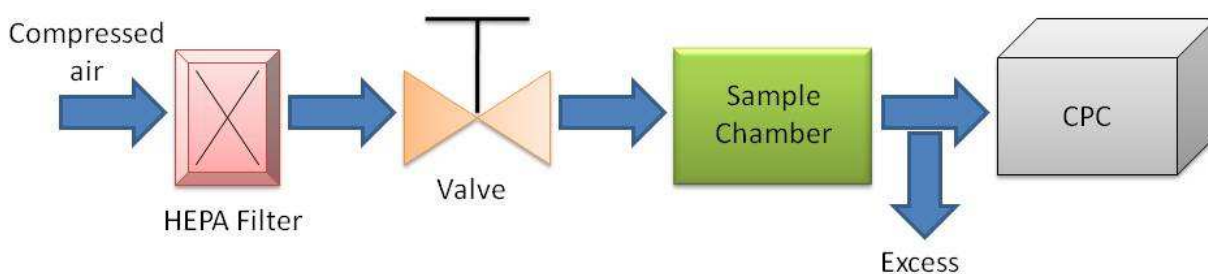 Compressed
air
HEPA Filter
Valve
Sample
Chamber
CPC
Excess